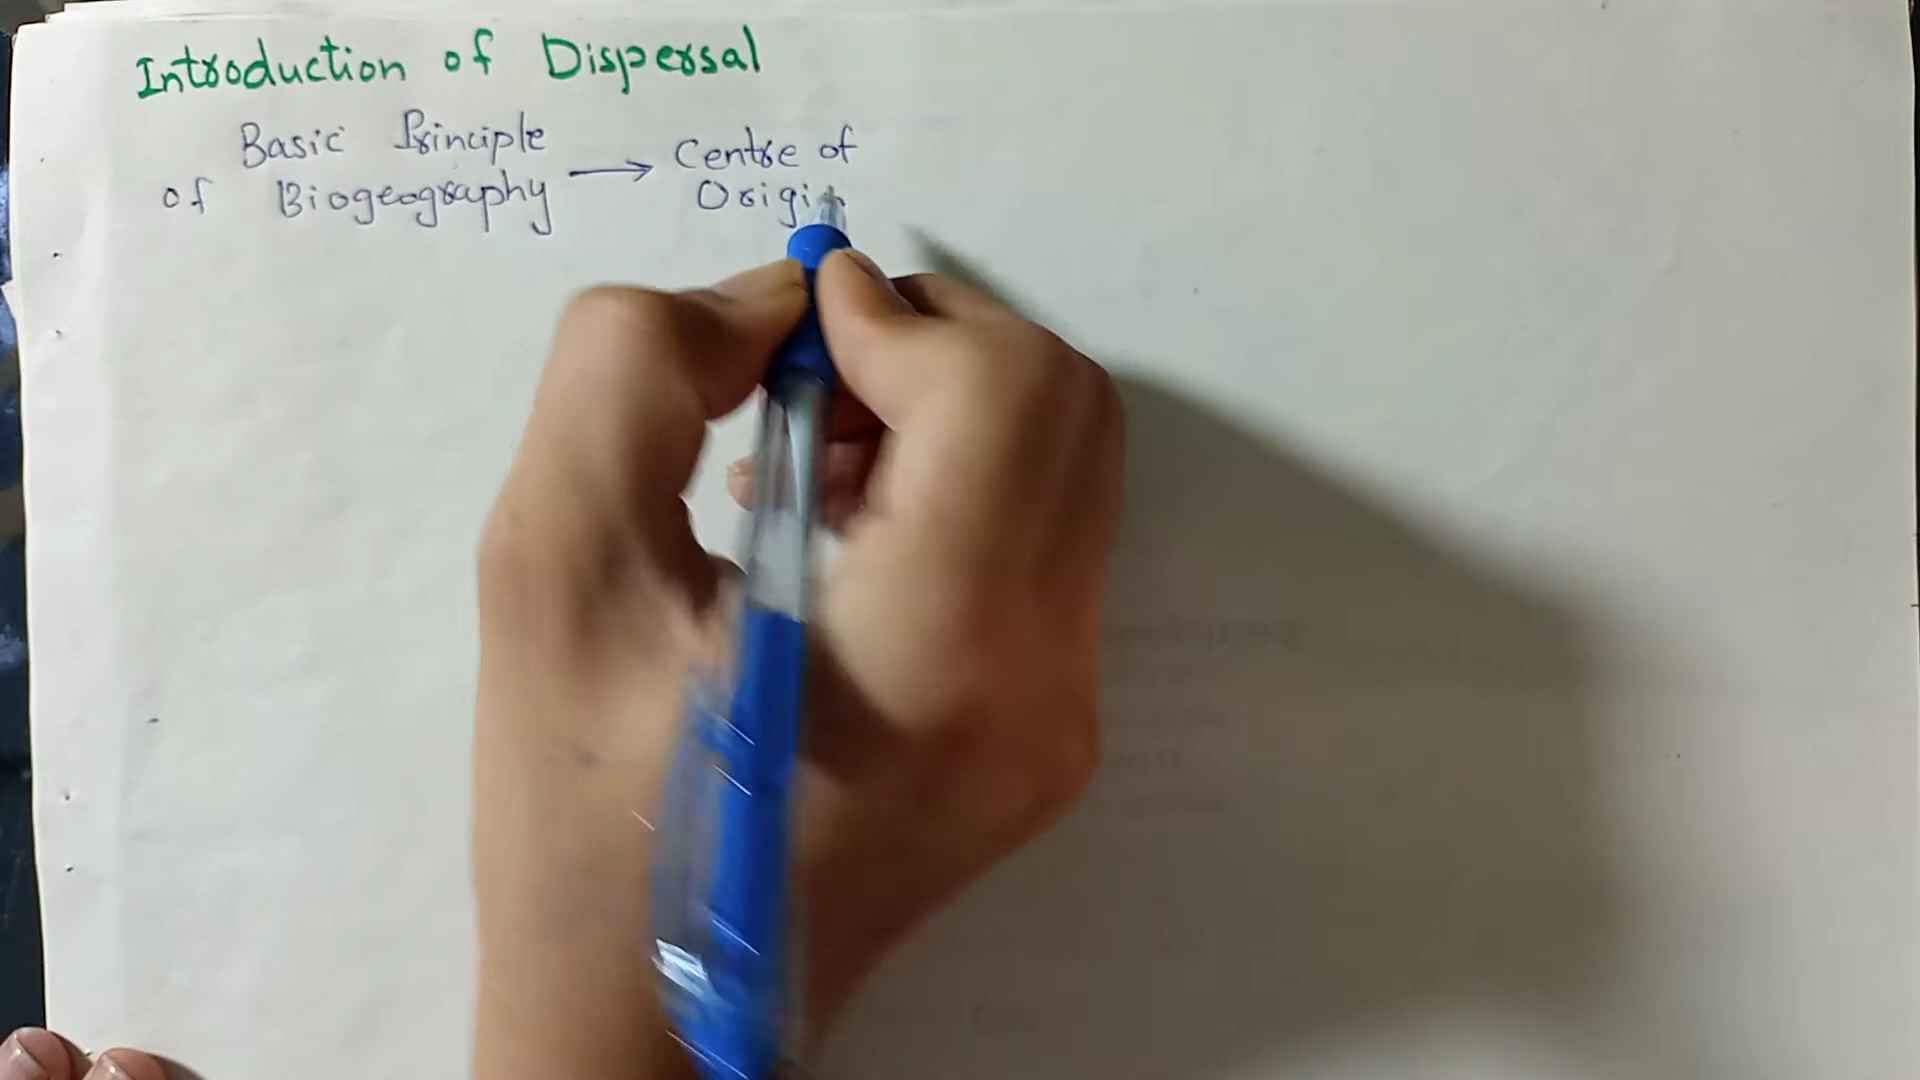 Introduction of Dispersal
Basic Principle
of Biogeography → Centre of
Origin